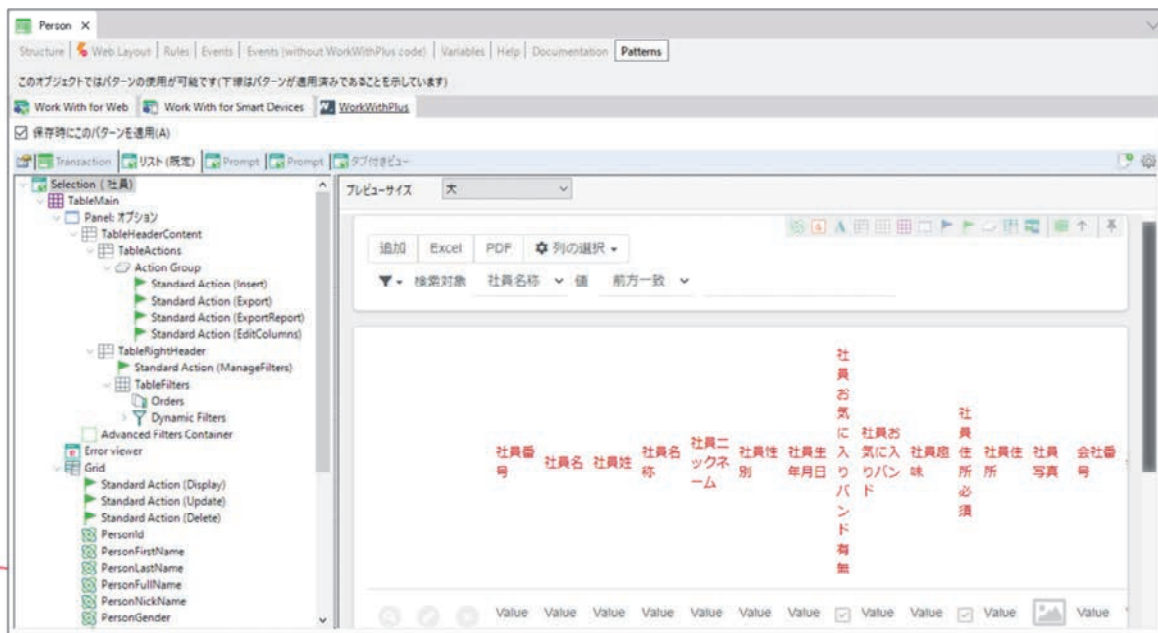 Person
Structure Web Layout Rules Events Events (without WorkWithPlus code) Variables Help Documentation Patterns
このオブジェクトではパターンの使用が可能です(下線はパターンが適用済みであることを示しています)
Work With for Web Work With for Smart Devices WorkWithPlus
保存時にこのパターンを適用(A)
Transaction リスト(既定) Prompt Prompt タブ付きビュー
Selection (社員)
TableMain
Panel: オプション
TableHeaderContent
TableActions
Action Group
Standard Action (Insert)
Standard Action (Export)
Standard Action (ExportReport)
Standard Action (EditColumns)
TableRightHeader
Standard Action (ManageFilters)
TableFilters
Orders
Dynamic Filters
Advanced Filters Container
Error viewer
Grid
Standard Action (Display)
Standard Action (Update)
Standard Action (Delete)
PersonId
PersonFirstName
PersonLastName
PersonFullName
PersonNickName
PersonGender
プレビューサイズ 大
追加 Excel PDF 列の選択
検索対象 社員名称 値 前方一致
社員番号 社員名 社員姓 社員名称 社員ニックネーム 社員性別 社員生年月日 社員お気に入りバンド有無 社員お気に入りバンド 社員趣味 社員住所必須 社員住所 社員写真 会社番号
Value Value Value Value Value Value Value Value Value Value Value